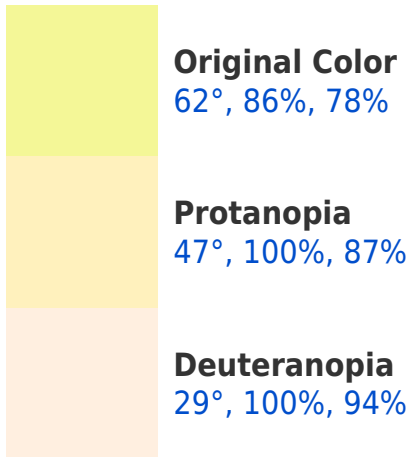 Original Color
62°, 86%, 78%
Protanopia
47°, 100%, 87%
Deuteranopia
29°, 100%, 94%